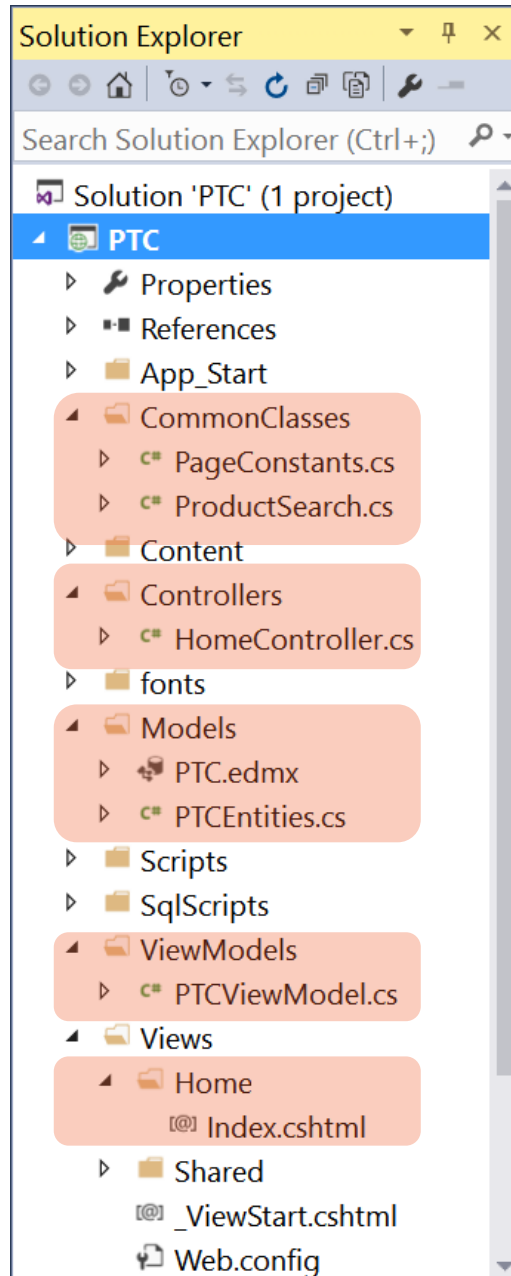 Solution Explorer
Search Solution Explorer (Ctrl+;)
Solution 'PTC' (1 project)
PTC
Properties
References
App_Start
CommonClasses
C# PageConstants.cs
C# ProductSearch.cs
Content
Controllers
C# HomeController.cs
fonts
Models
PTC.edmx
C# PTCEntities.cs
Scripts
SqlScripts
ViewModels
C# PTCViewModel.cs
Views
Home
[@] Index.cshtml
Shared
[@] _ViewStart.cshtml
Web.config